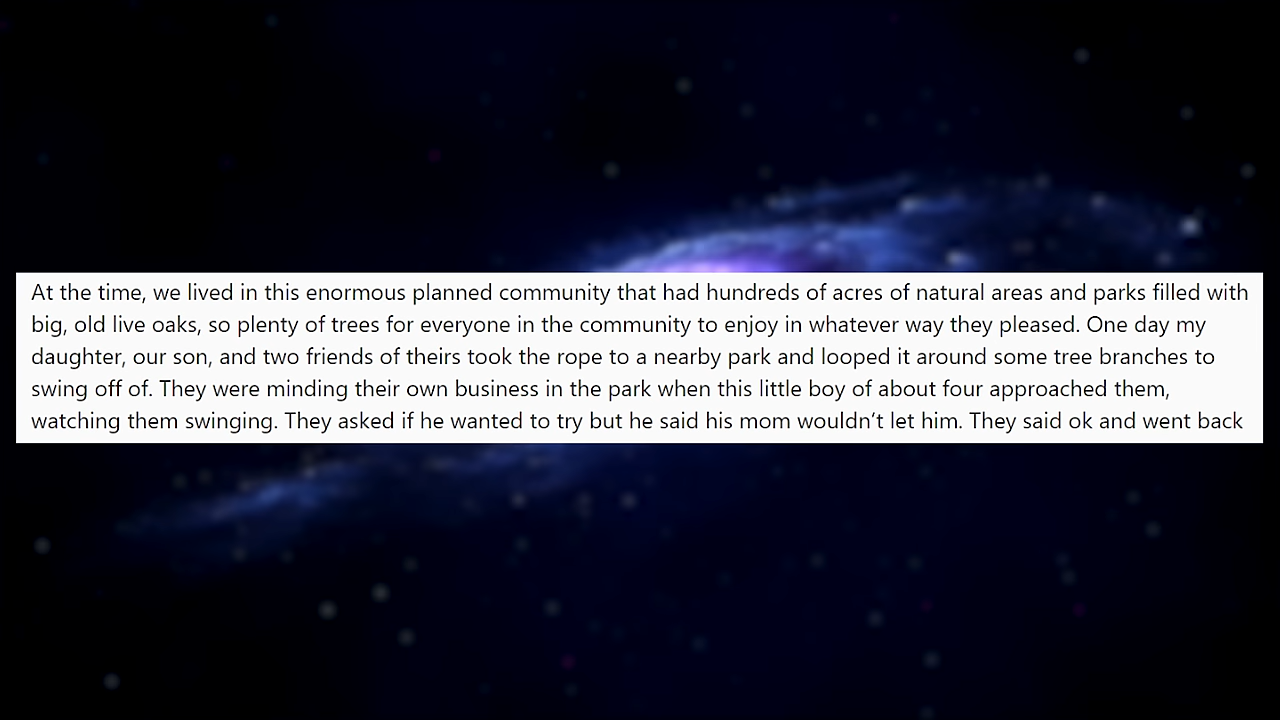 At the time, we lived in this enormous planned community that had hundreds of acres of natural areas and parks filled with
big, old live oaks, so plenty of trees for everyone in the community to enjoy in whatever way they pleased. One day my
daughter, our son, and two friends of theirs took the rope to a nearby park and looped it around some tree branches to
swing off of. They were minding their own business in the park when this little boy of about four approached them,
watching them swinging. They asked if he wanted to try but he said his mom wouldn’t let him. They said ok and went back